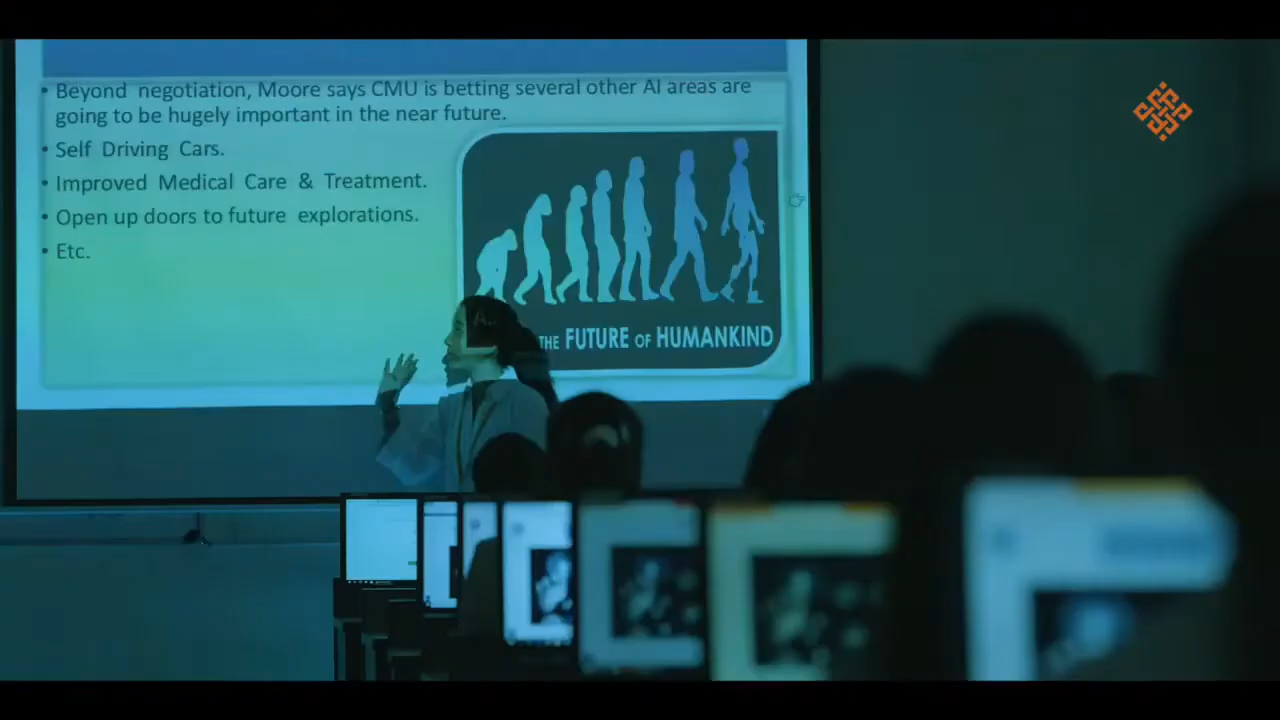 • Beyond negotiation, Moore says CMU is betting several other AI areas are
going to be hugely important in the near future.
• Self Driving Cars.
• Improved Medical Care & Treatment.
• Open up doors to future explorations.
• Etc.
THE FUTURE OF HUMANKIND